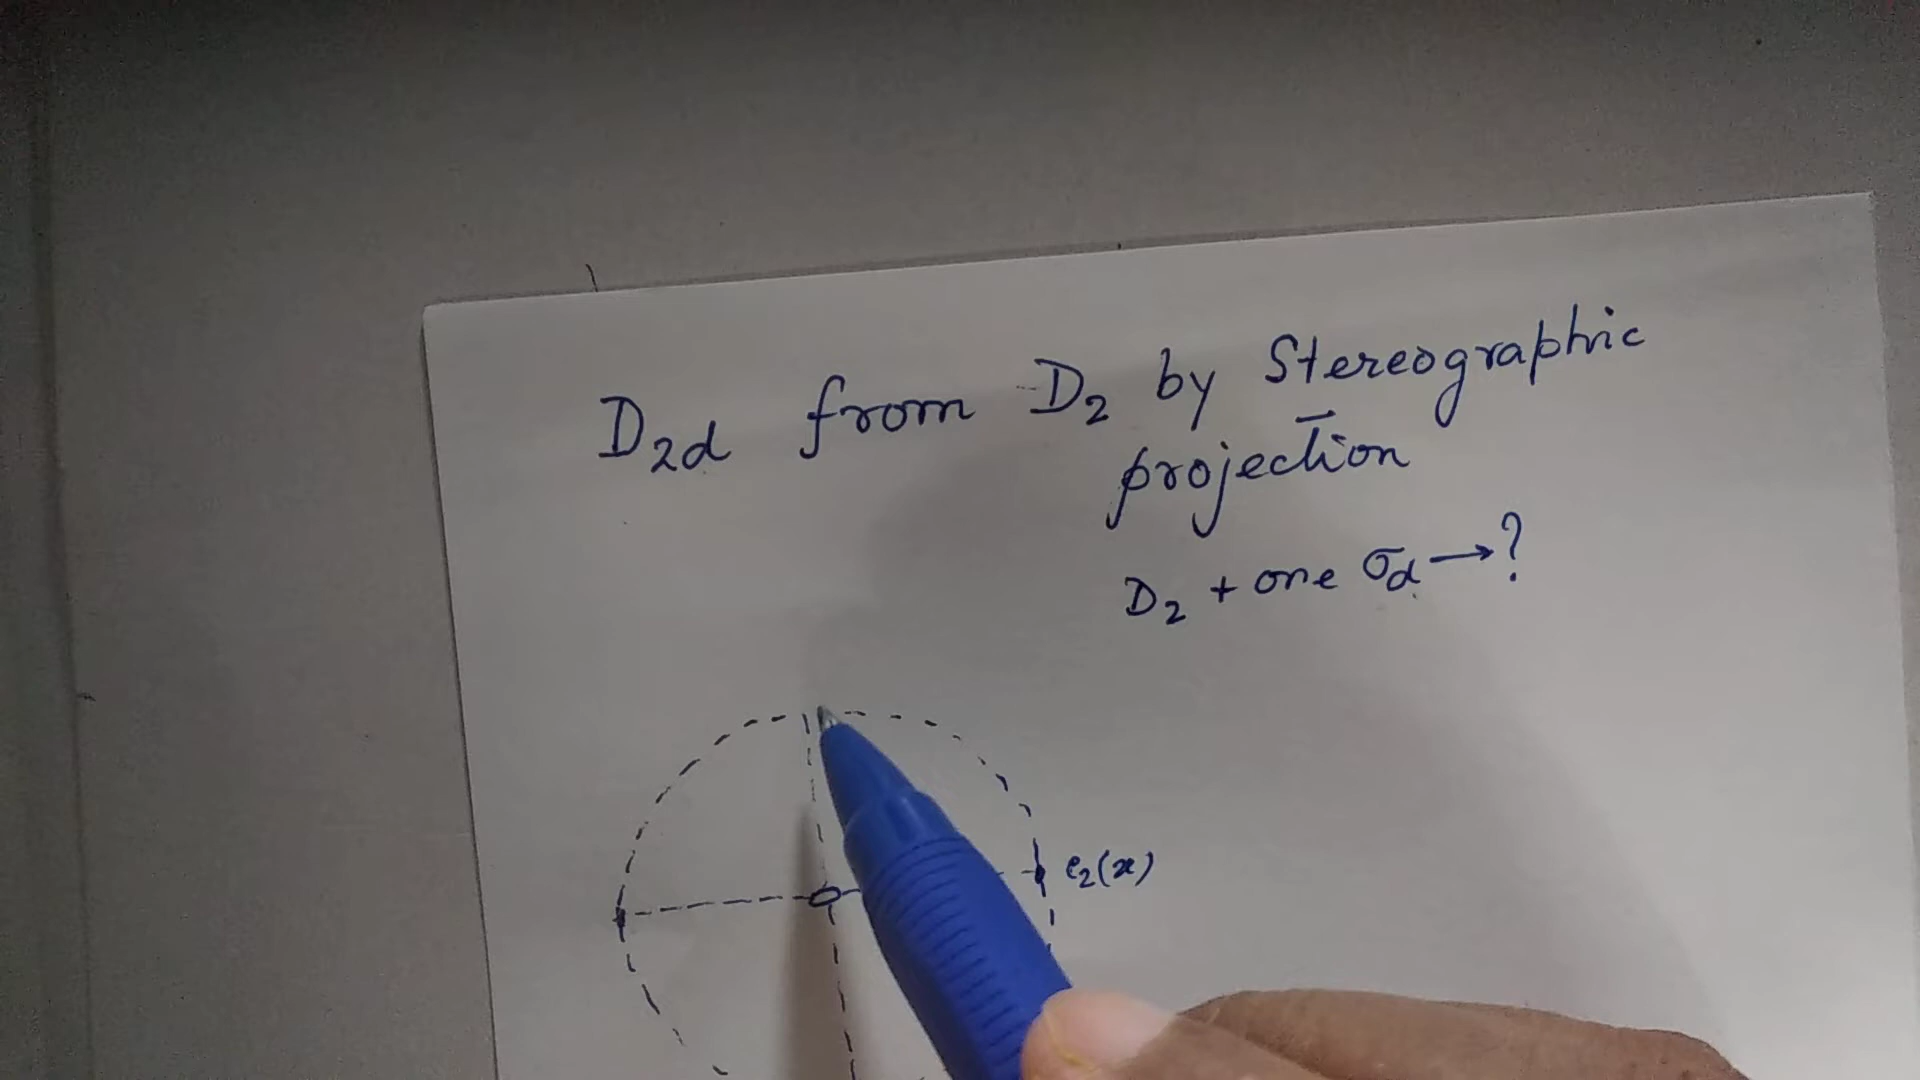 D2d from D2 by Stereographic
projection
D2 + one σd → ?
c2(x)